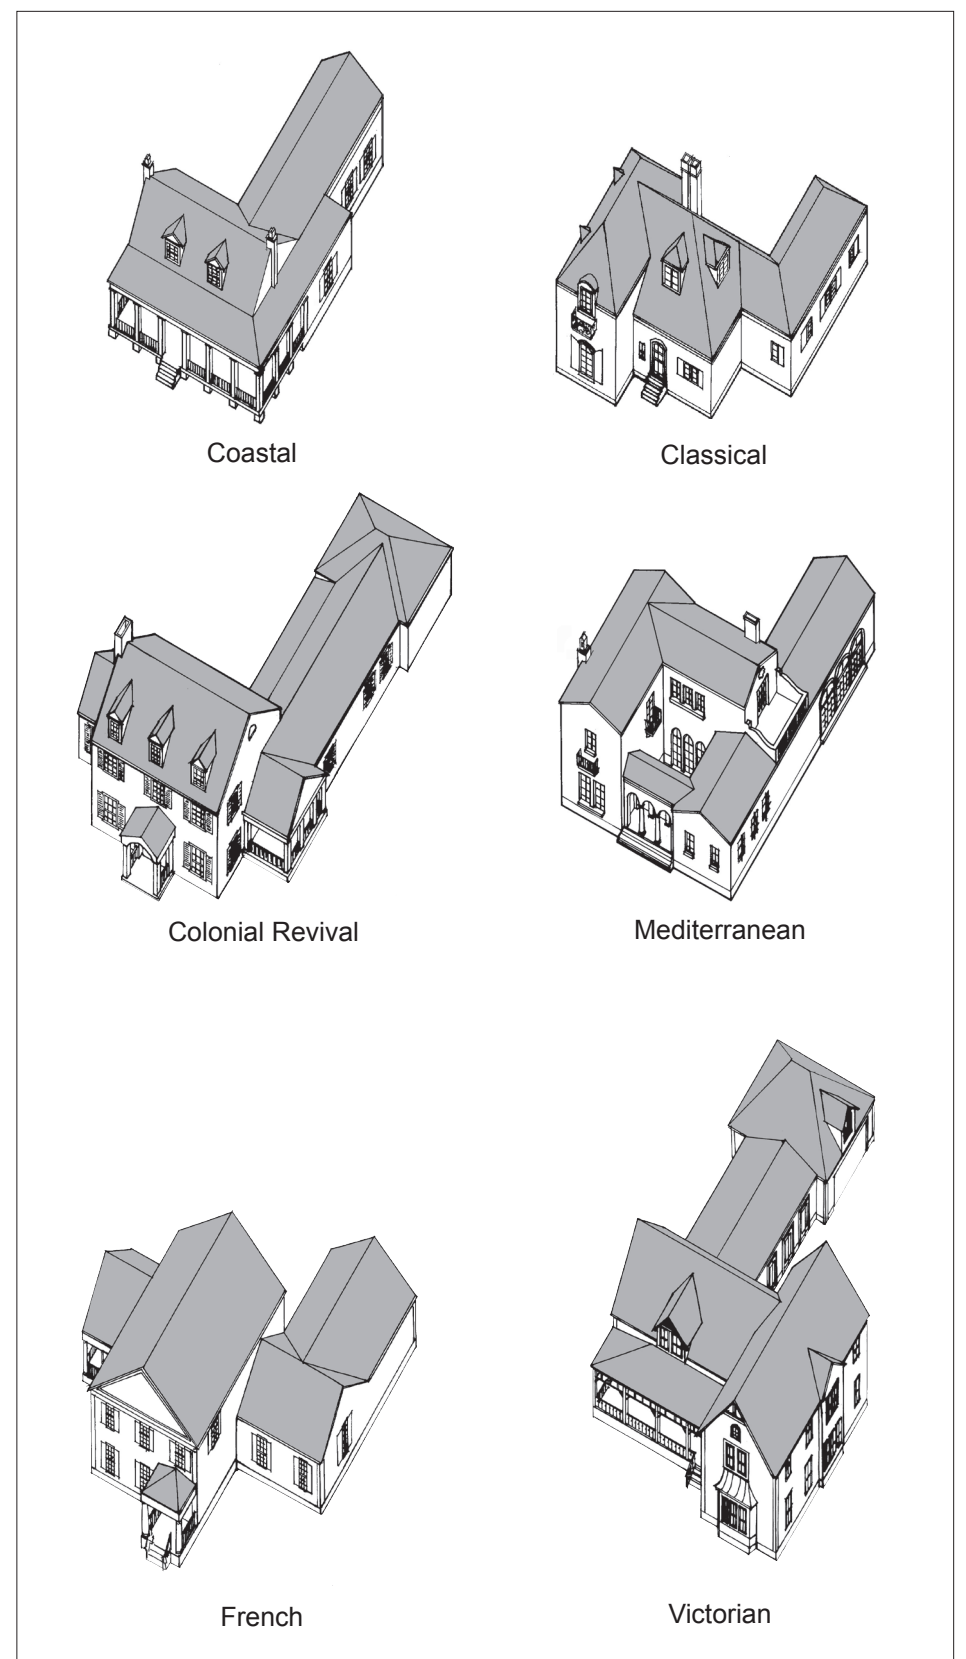 Coastal
Classical
Colonial Revival
Mediterranean
French
Victorian